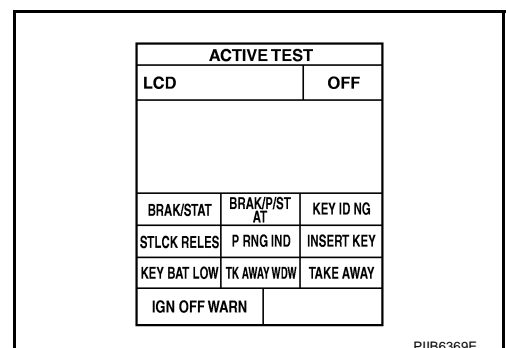 ACTIVE TEST
LCD OFF
BRAK/STAT BRAK/P/ST AT KEY ID NG
STLCK RELES P RNG IND INSERT KEY
KEY BAT LOW TK AWAY WDW TAKE AWAY
IGN OFF WARN
PIIB6369E